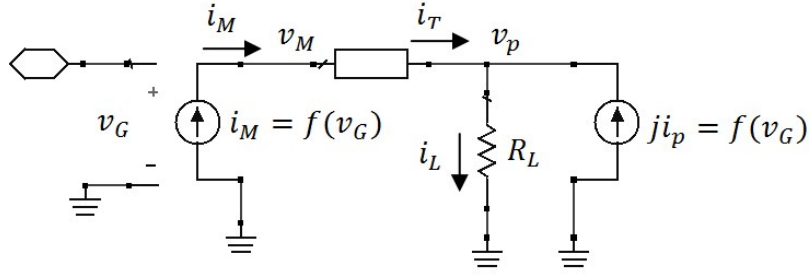 i_M
v_M
i_T
v_p
+
v_G
-
i_M = f(v_G)
i_L
R_L
ji_p = f(v_G)